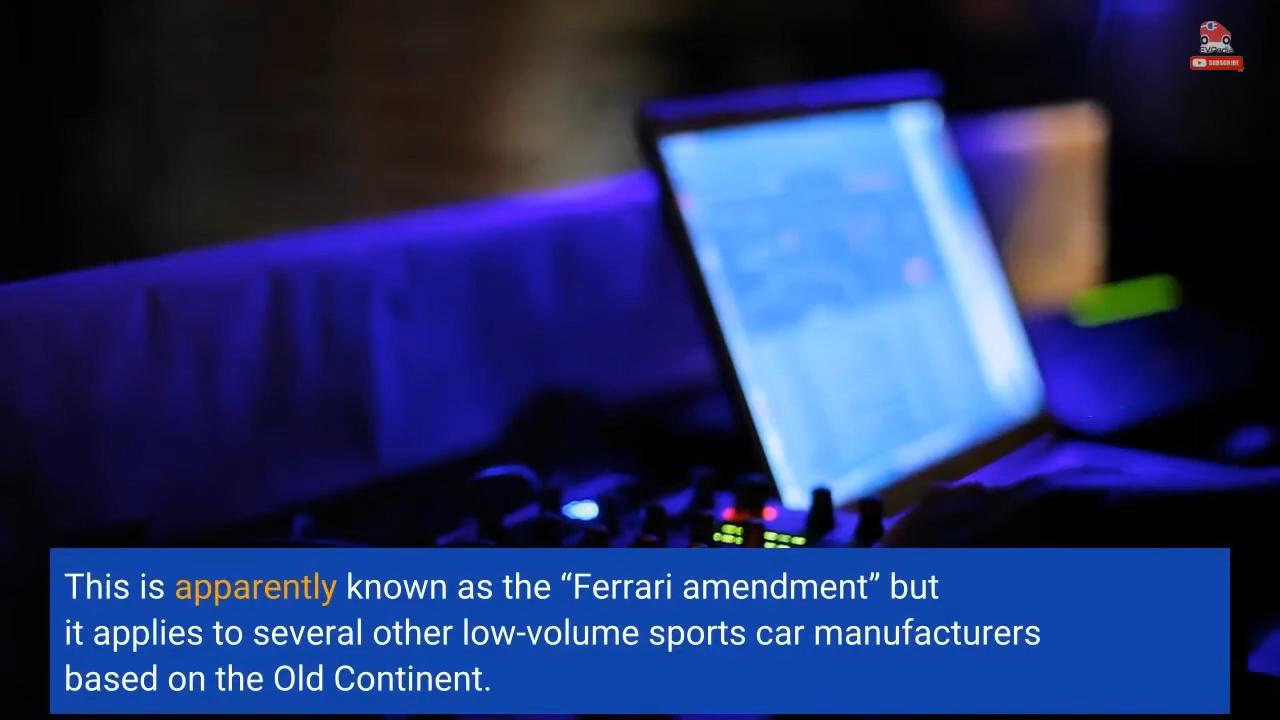 SUBSCRIBE
This is apparently known as the “Ferrari amendment” but
it applies to several other low-volume sports car manufacturers
based on the Old Continent.